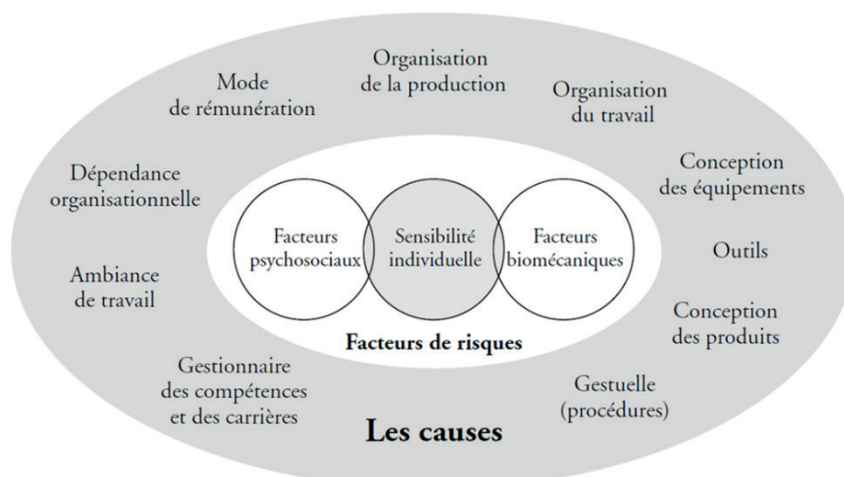 Organisation
de la production
Mode
de rémunération
Organisation
du travail
Dépendance
organisationnelle
Conception
des équipements
Facteurs
psychosociaux
Sensibilité
individuelle
Facteurs
biomécaniques
Outils
Ambiance
de travail
Conception
des produits
Facteurs de risques
Gestionnaire
des compétences
et des carrières
Gestuelle
(procédures)
Les causes